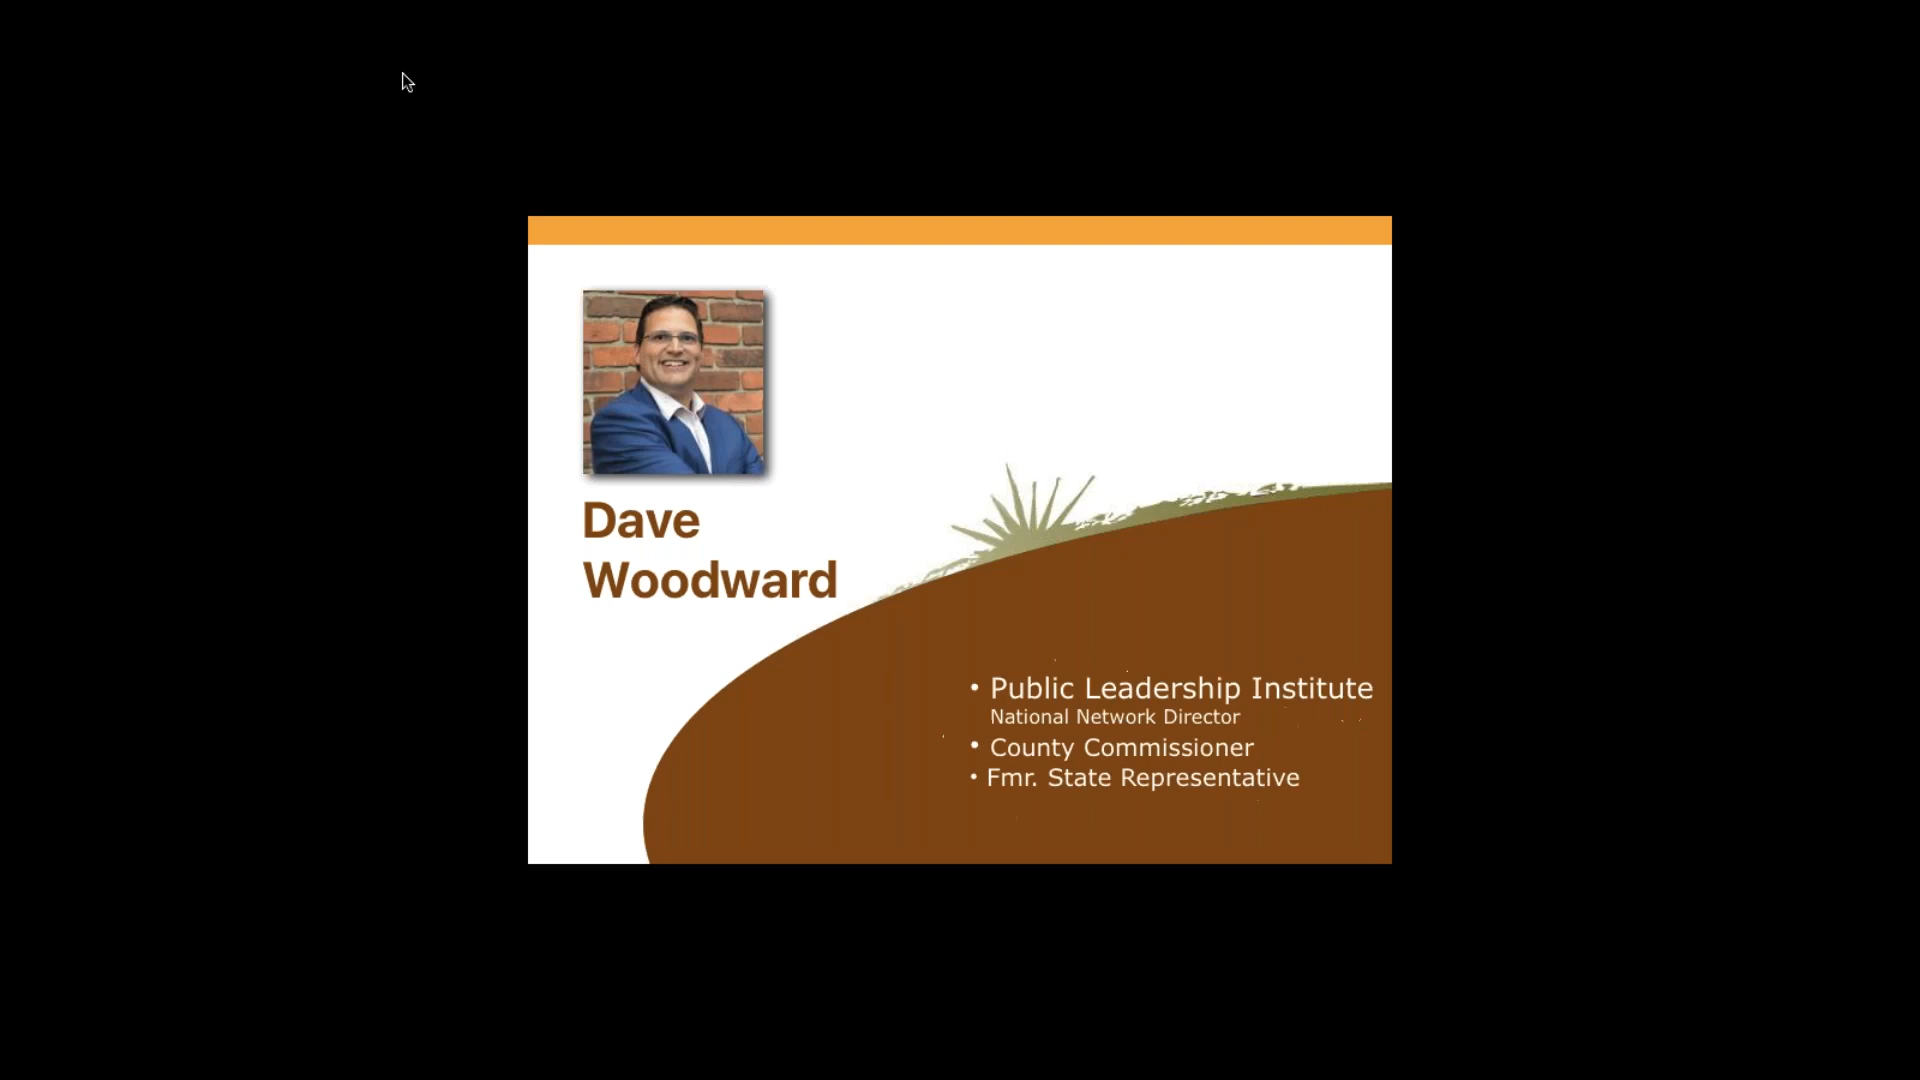 Dave
Woodward
• Public Leadership Institute
National Network Director
• County Commissioner
• Fmr. State Representative